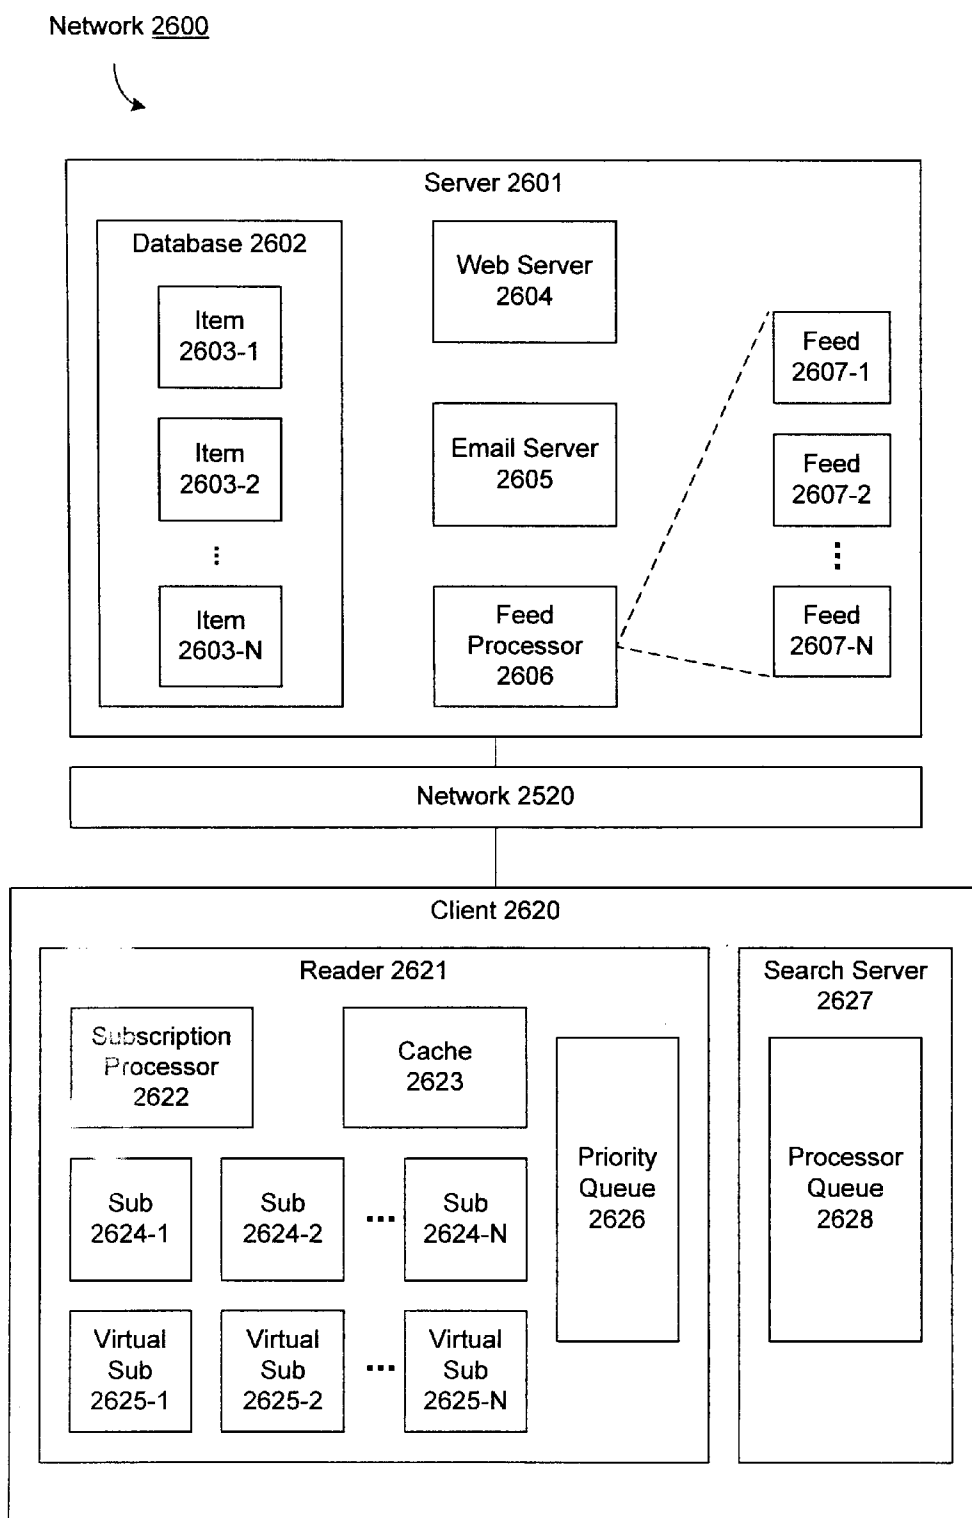 Network 2600
Server 2601
Database 2602
Item
2603-1
Item
2603-2
...
Item
2603-N
Web Server
2604
Email Server
2605
Feed
Processor
2606
Feed
2607-1
Feed
2607-2
...
Feed
2607-N
Network 2520
Client 2620
Reader 2621
Subscription
Processor
2622
Cache
2623
Sub
2624-1
Sub
2624-2
...
Sub
2624-N
Virtual
Sub
2625-1
Virtual
Sub
2625-2
...
Virtual
Sub
2625-N
Priority
Queue
2626
Search Server
2627
Processor
Queue
2628